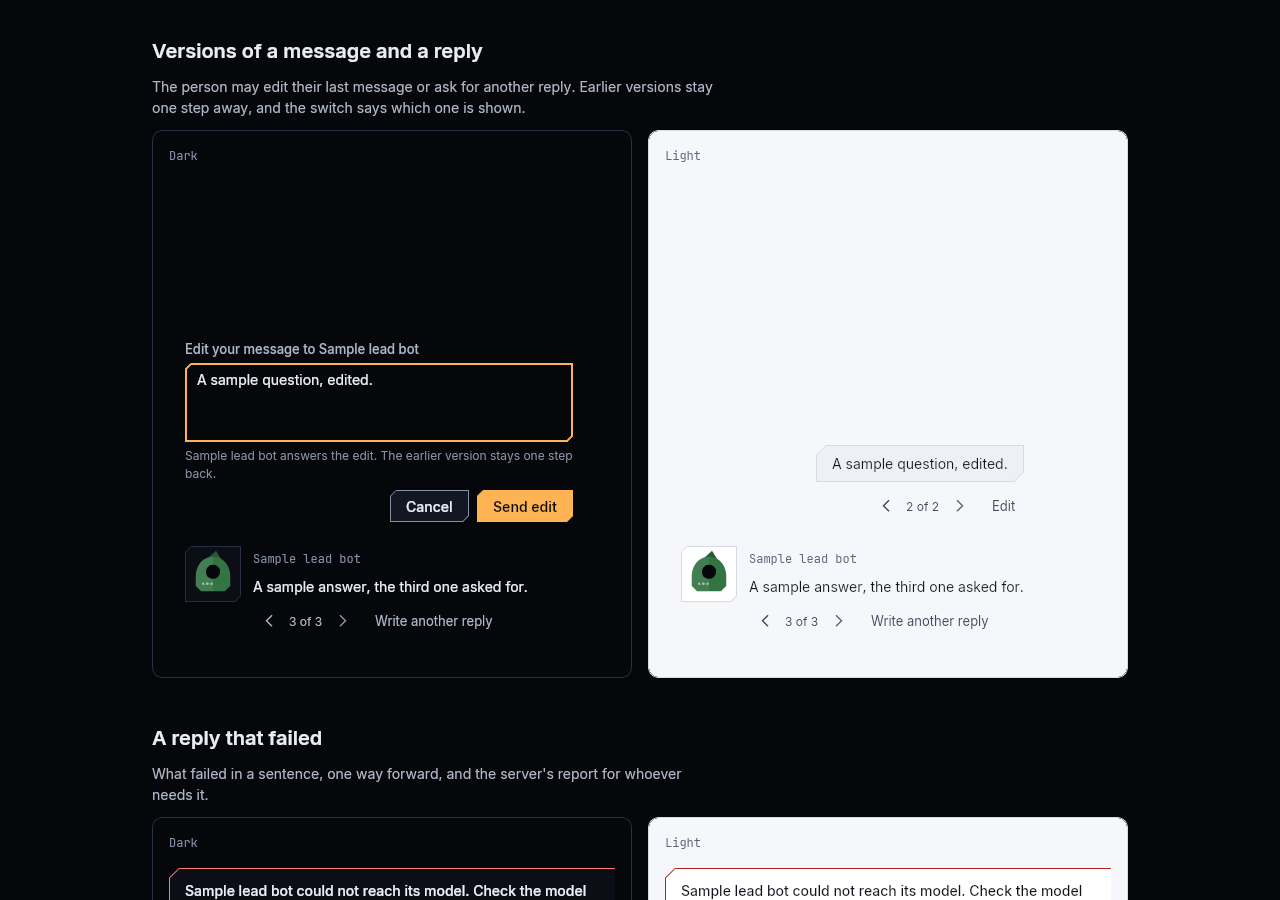 Versions of a message and a reply
The person may edit their last message or ask for another reply. Earlier versions stay
one step away, and the switch says which one is shown.
Dark
Edit your message to Sample lead bot
A sample question, edited.
Sample lead bot answers the edit. The earlier version stays one step
back.
Cancel
Send edit
Sample lead bot
A sample answer, the third one asked for.
3 of 3
Write another reply
Light
A sample question, edited.
2 of 2
Edit
Sample lead bot
A sample answer, the third one asked for.
3 of 3
Write another reply
A reply that failed
What failed in a sentence, one way forward, and the server's report for whoever
needs it.
Dark
Sample lead bot could not reach its model. Check the model
Light
Sample lead bot could not reach its model. Check the model